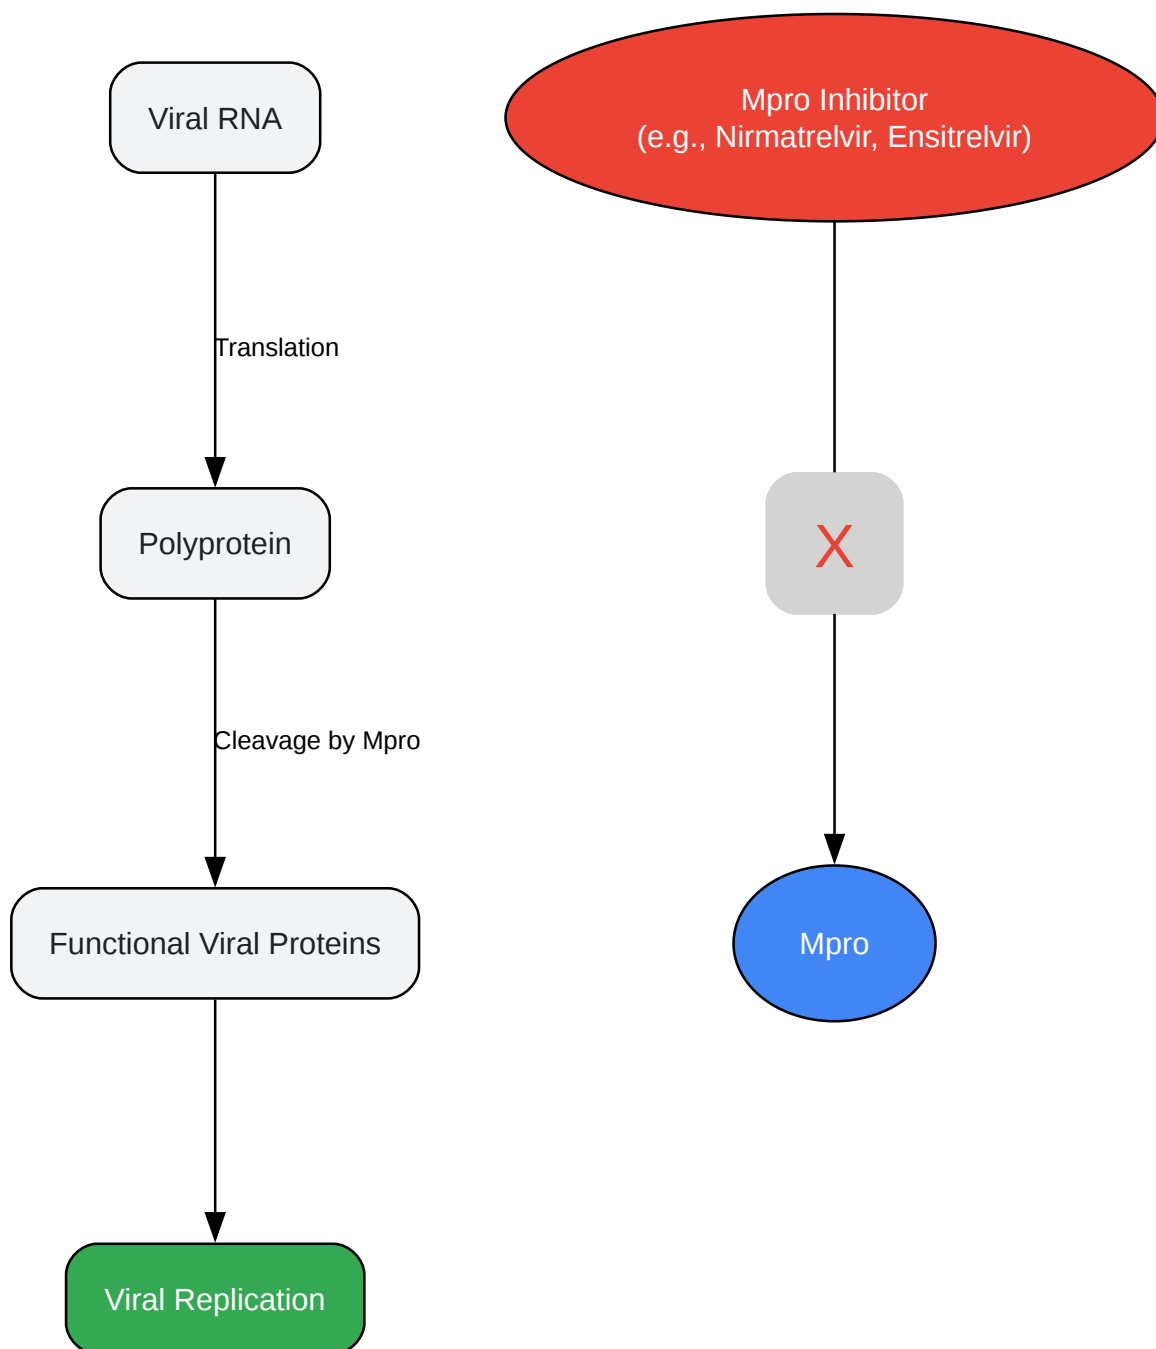 Viral RNA
Mpro Inhibitor
(e.g., Nirmatrelvir, Ensitrelvir)
Translation
Polyprotein
X
Cleavage by Mpro
Functional Viral Proteins
Mpro
Viral Replication